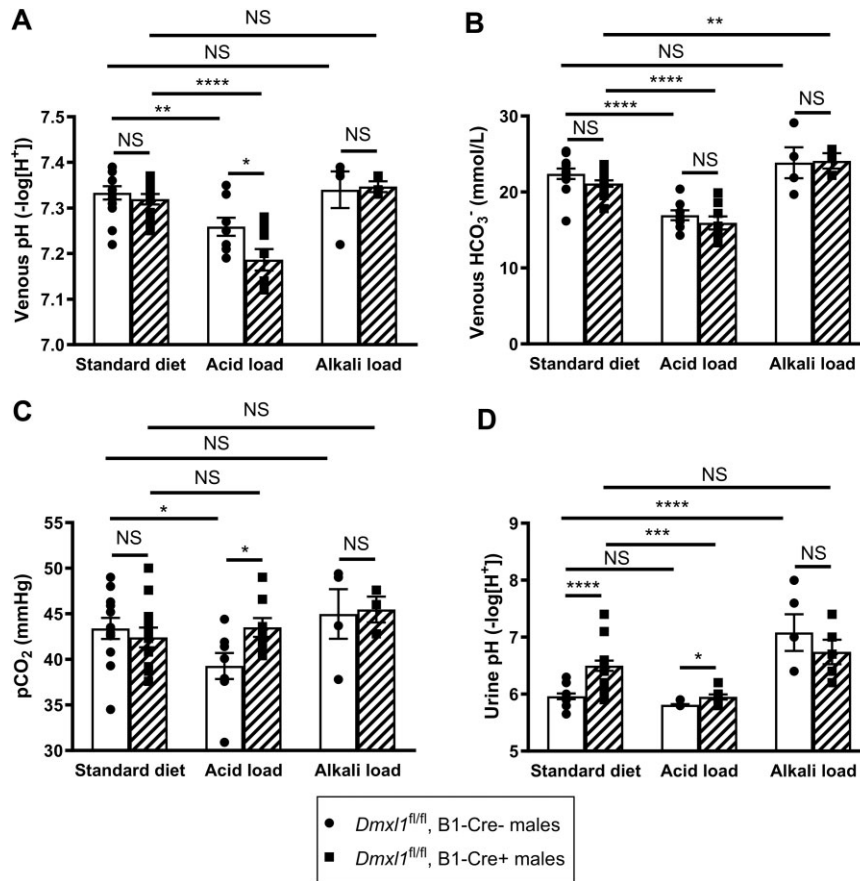 A
NS
NS
****
**
NS
*
NS
7.5
7.4
7.3
7.2
7.1
7.0
Venous pH (-log[H⁺])
Standard diet
Acid load
Alkali load
B
**
NS
****
****
NS
NS
NS
30
20
10
0
Venous HCO₃⁻ (mmol/L)
Standard diet
Acid load
Alkali load
C
NS
NS
NS
*
NS
*
NS
55
50
45
40
35
30
pCO₂ (mmHg)
Standard diet
Acid load
Alkali load
D
NS
****
***
NS
****
*
NS
9
8
7
6
5
Urine pH (-log[H⁺])
Standard diet
Acid load
Alkali load
Dmxl1ᶠˡ/ᶠˡ, B1-Cre- males
Dmxl1ᶠˡ/ᶠˡ, B1-Cre+ males